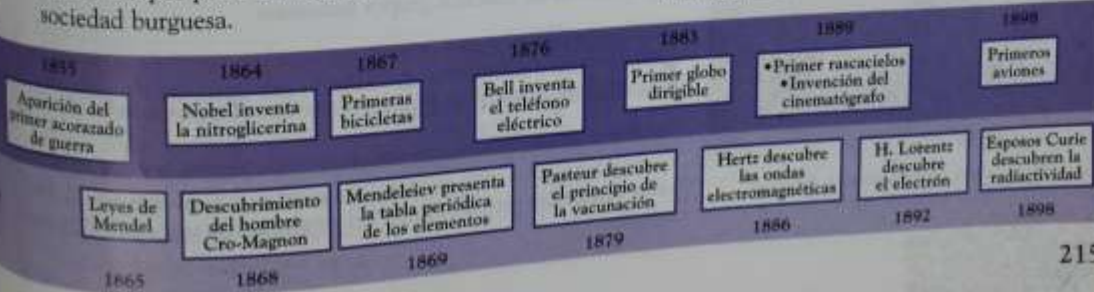 sociedad burguesa.
1855
Aparición del
primer acorazado
de guerra
1864
Nobel inventa
la nitroglicerina
1867
Primeras
bicicletas
1876
Bell inventa
el teléfono
eléctrico
1883
Primer globo
dirigible
1889
•Primer rascacielos
•Invención del
cinematógrafo
1898
Primeros
aviones
Leyes de
Mendel
1865
Descubrimiento
del hombre
Cro-Magnon
1868
Mendeleiev presenta
la tabla periódica
de los elementos
1869
Pasteur descubre
el principio de
la vacunación
1879
Hertz descubre
las ondas
electromagnéticas
1886
H. Lorentz
descubre
el electrón
1892
Esposos Curie
descubren la
radiactividad
1898
215